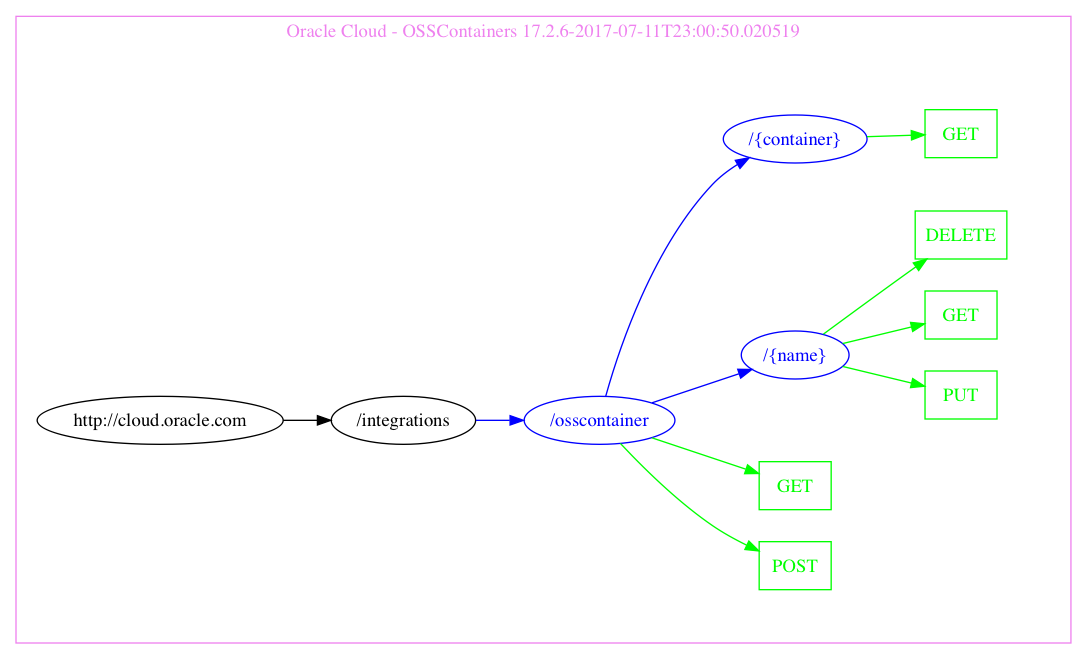 Oracle Cloud - OSSContainers 17.2.6-2017-07-11T23:00:50.020519
/{container}
GET
DELETE
GET
/{name}
PUT
http://cloud.oracle.com
/integrations
/osscontainer
GET
POST